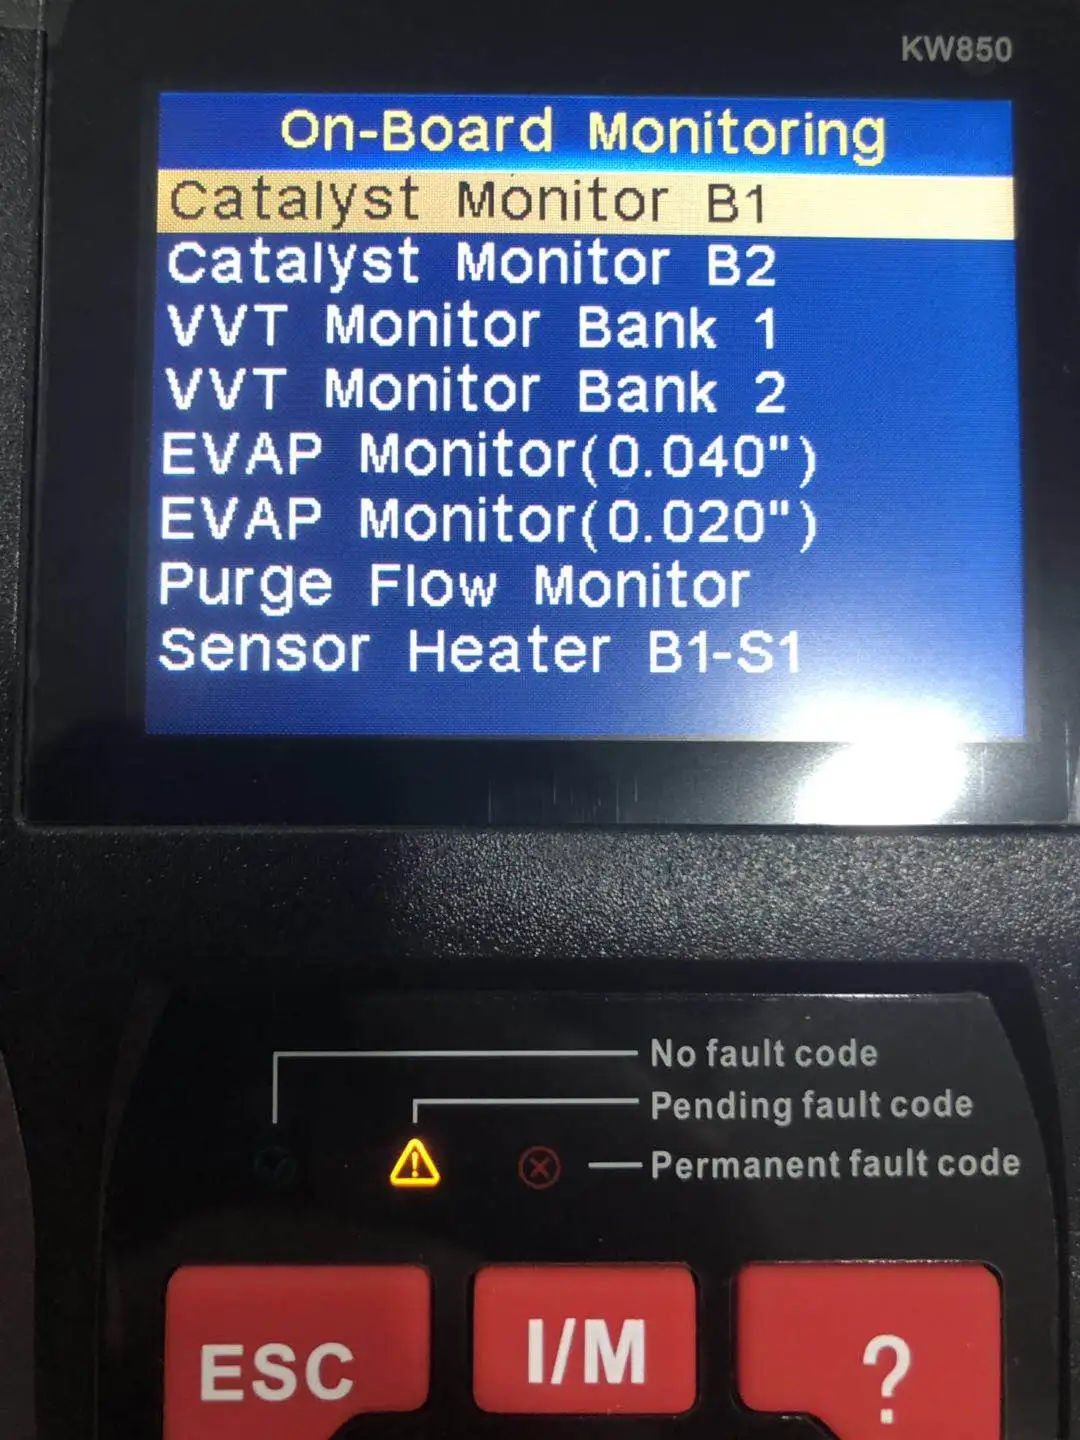 KW850
On-Board Monitoring
Catalyst Monitor B1
Catalyst Monitor B2
VVT Monitor Bank 1
VVT Monitor Bank 2
EVAP Monitor(0.040")
EVAP Monitor(0.020")
Purge Flow Monitor
Sensor Heater B1-S1
No fault code
Pending fault code
Permanent fault code
ESC
I/M
?